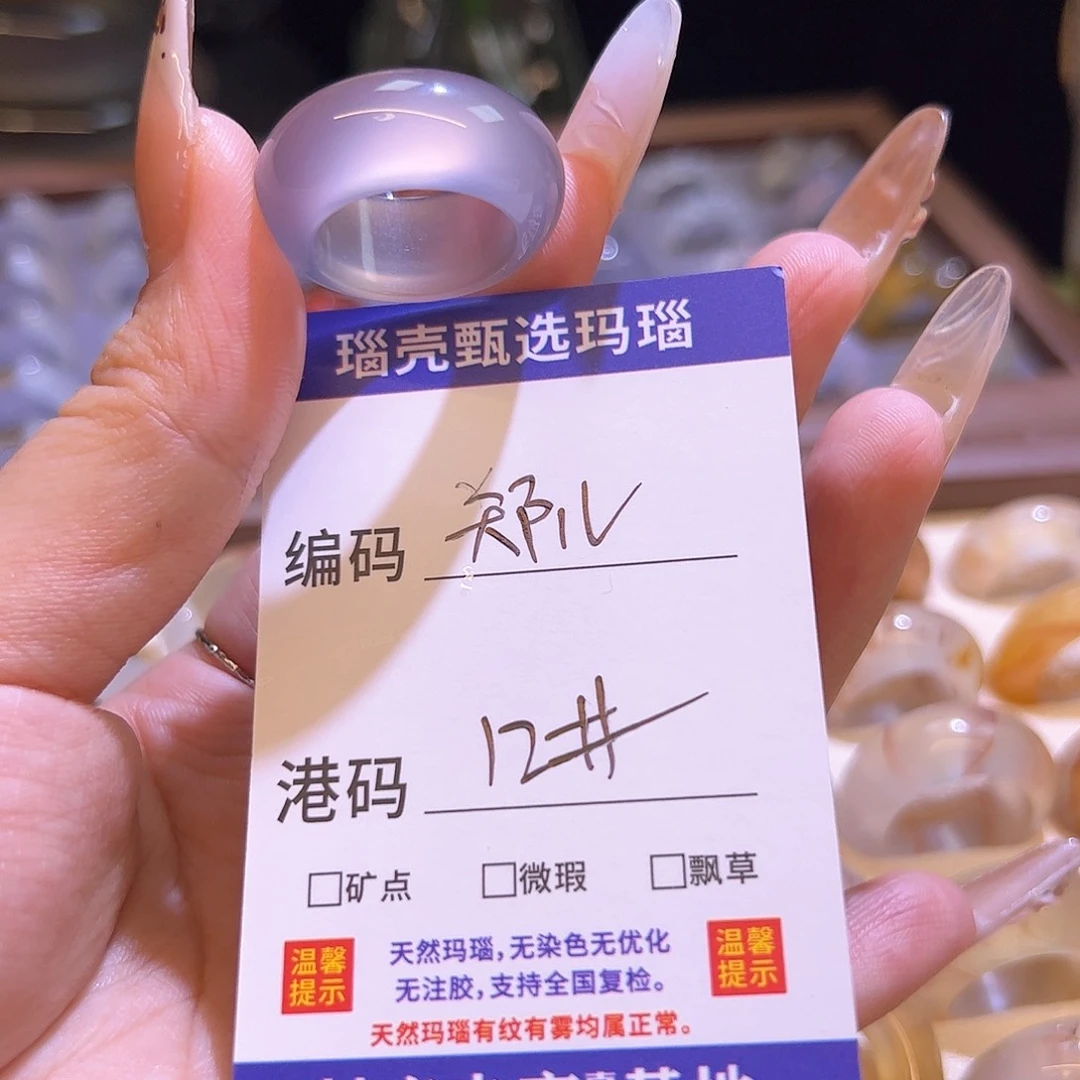 瑙壳甄选玛瑙
编码 郑儿
港码 12#
□矿点 □微瑕 □飘草
温馨提示
天然玛瑙,无染色无优化
无注胶,支持全国复检。
温馨提示
天然玛瑙有纹有雾均属正常。